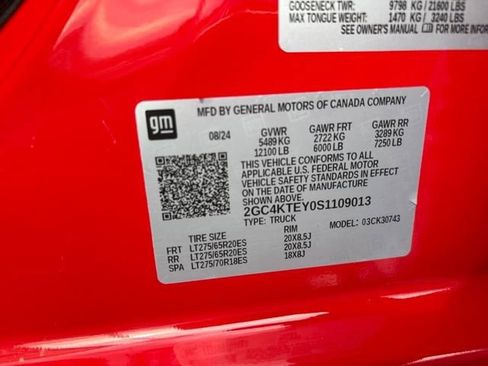 GOOSENECK TWR: 9798 KG / 21600 LBS
MAX TONGUE WEIGHT: 1470 KG / 3240 LBS
SEE OWNER'S MANUAL FOR MORE INFOR
gm
MFD BY GENERAL MOTORS OF CANADA COMPANY
08/24 GVWR GAWR FRT GAWR RR
5489 KG 2722 KG 3289 KG
12100 LB 6000 LB 7250 LB
THIS VEHICLE CONFORMS TO ALL
APPLICABLE U.S. FEDERAL MOTOR
VEHICLE SAFETY STANDARDS IN EFFECT
ON THE DATE OF MANUFACTURE SHOWN ABOVE.
2GC4KTEY0S1109013
TYPE: TRUCK MODEL: 03CK30743
RIM
FRT LT275/65R20ES 20X8.5J
RR LT275/65R20ES 20X8.5J
SPA LT275/70R18ES 18X8J